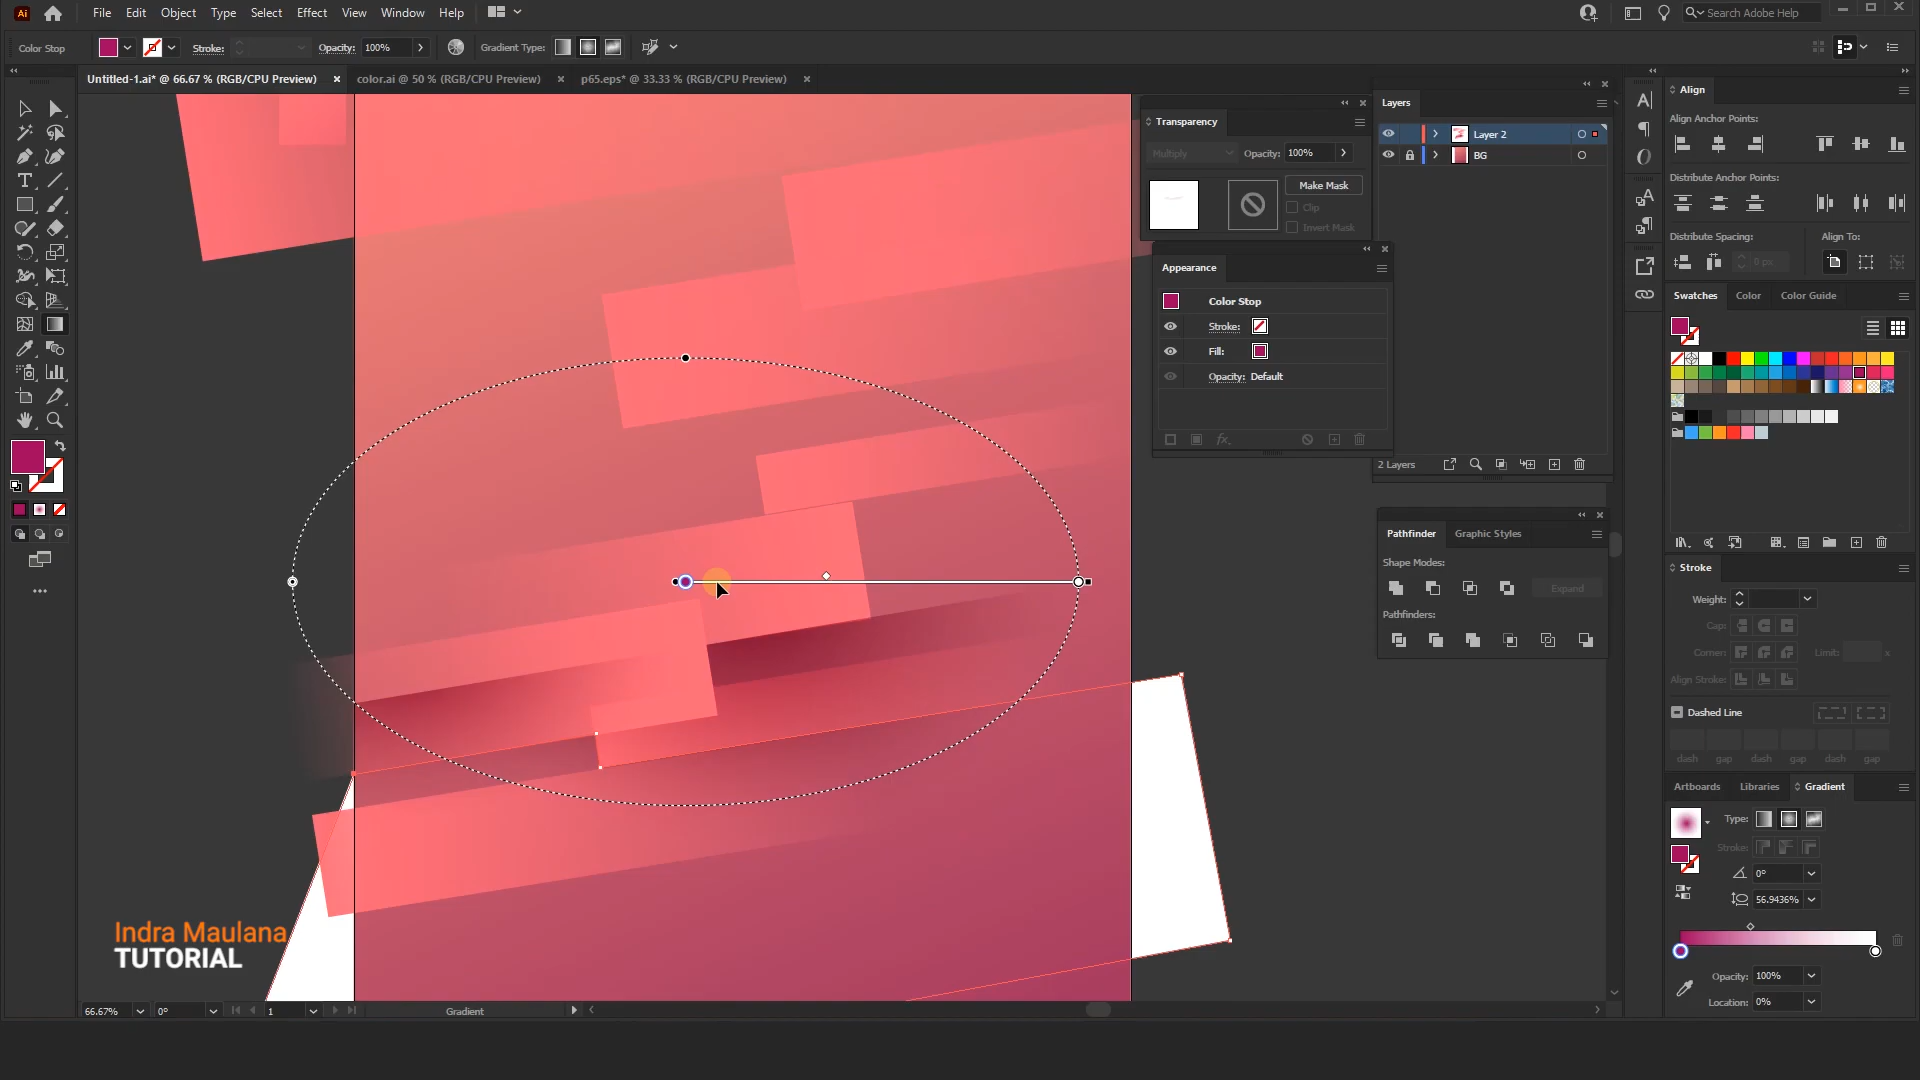 Ai File Edit Object Type Select Effect View Window Help Search Adobe Help
Color Stop Stroke: Opacity: 100% Gradient Type:
Untitled-1.ai* @ 66.67 % (RGB/CPU Preview) × color.ai @ 50 % (RGB/CPU Preview) × p65.eps* @ 33.33 % (RGB/CPU Preview) ×
Transparency
Multiply Opacity: 100%
Make Mask
Clip
Invert Mask
Appearance
Color Stop
Stroke:
Fill:
Opacity: Default
fx.
Layers
Layer 2
BG
2 Layers
Pathfinder Graphic Styles
Shape Modes:
Expand
Pathfinders:
Align
Align Anchor Points:
Distribute Anchor Points:
Distribute Spacing: Align To:
0 px
Swatches Color Color Guide
Stroke
Weight:
Cap:
Corner: Limit: x
Align Stroke:
Dashed Line
dash gap dash gap dash gap
Artboards Libraries Gradient
Type:
Stroke:
0°
56.9436%
Opacity: 100%
Location: 0%
Indra Maulana
TUTORIAL
66.67% 0° 1 Gradient